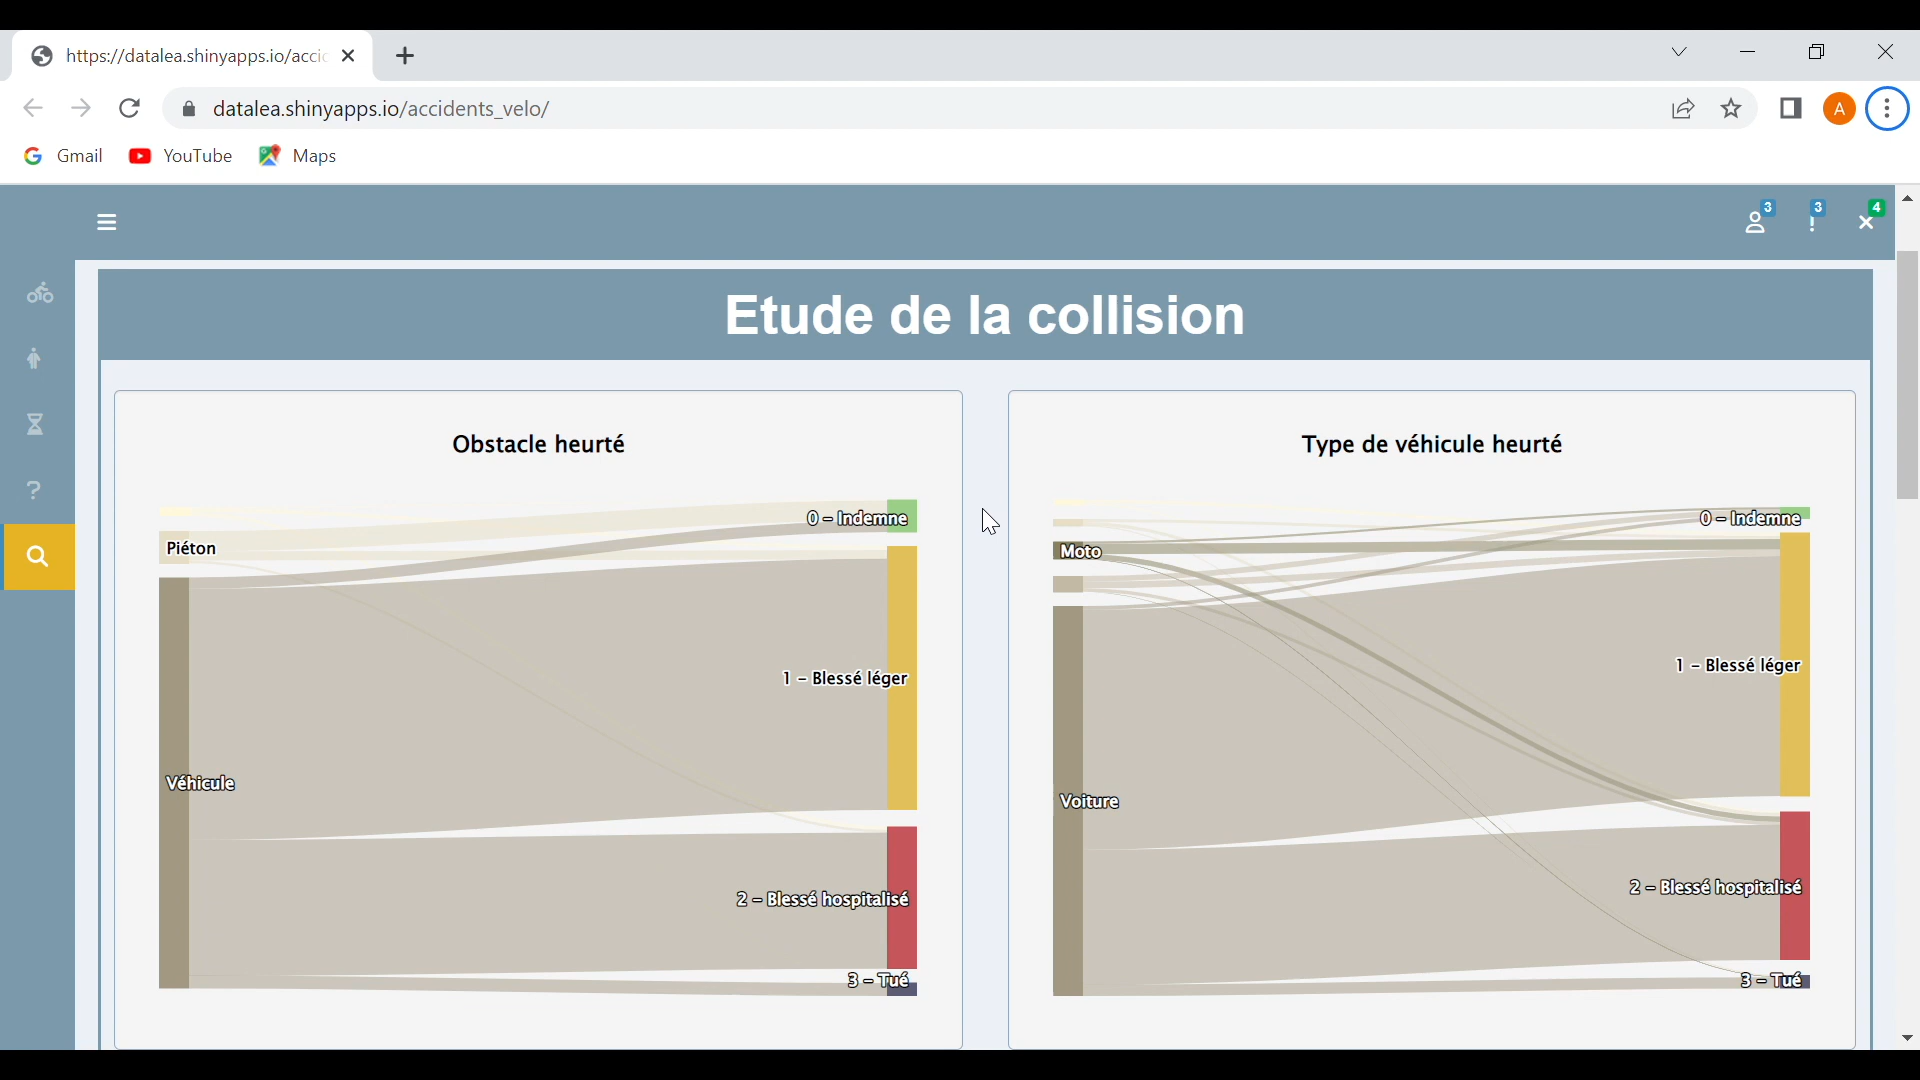 https://datalea.shinyapps.io/accid
datalea.shinyapps.io/accidents_velo/
A
Gmail
YouTube
Maps
3
3
4
Etude de la collision
Obstacle heurté
0 - Indemne
Piéton
1 - Blessé léger
Véhicule
2 - Blessé hospitalisé
3 - Tué
Type de véhicule heurté
0 - Indemne
Moto
1 - Blessé léger
Voiture
2 - Blessé hospitalisé
3 - Tué